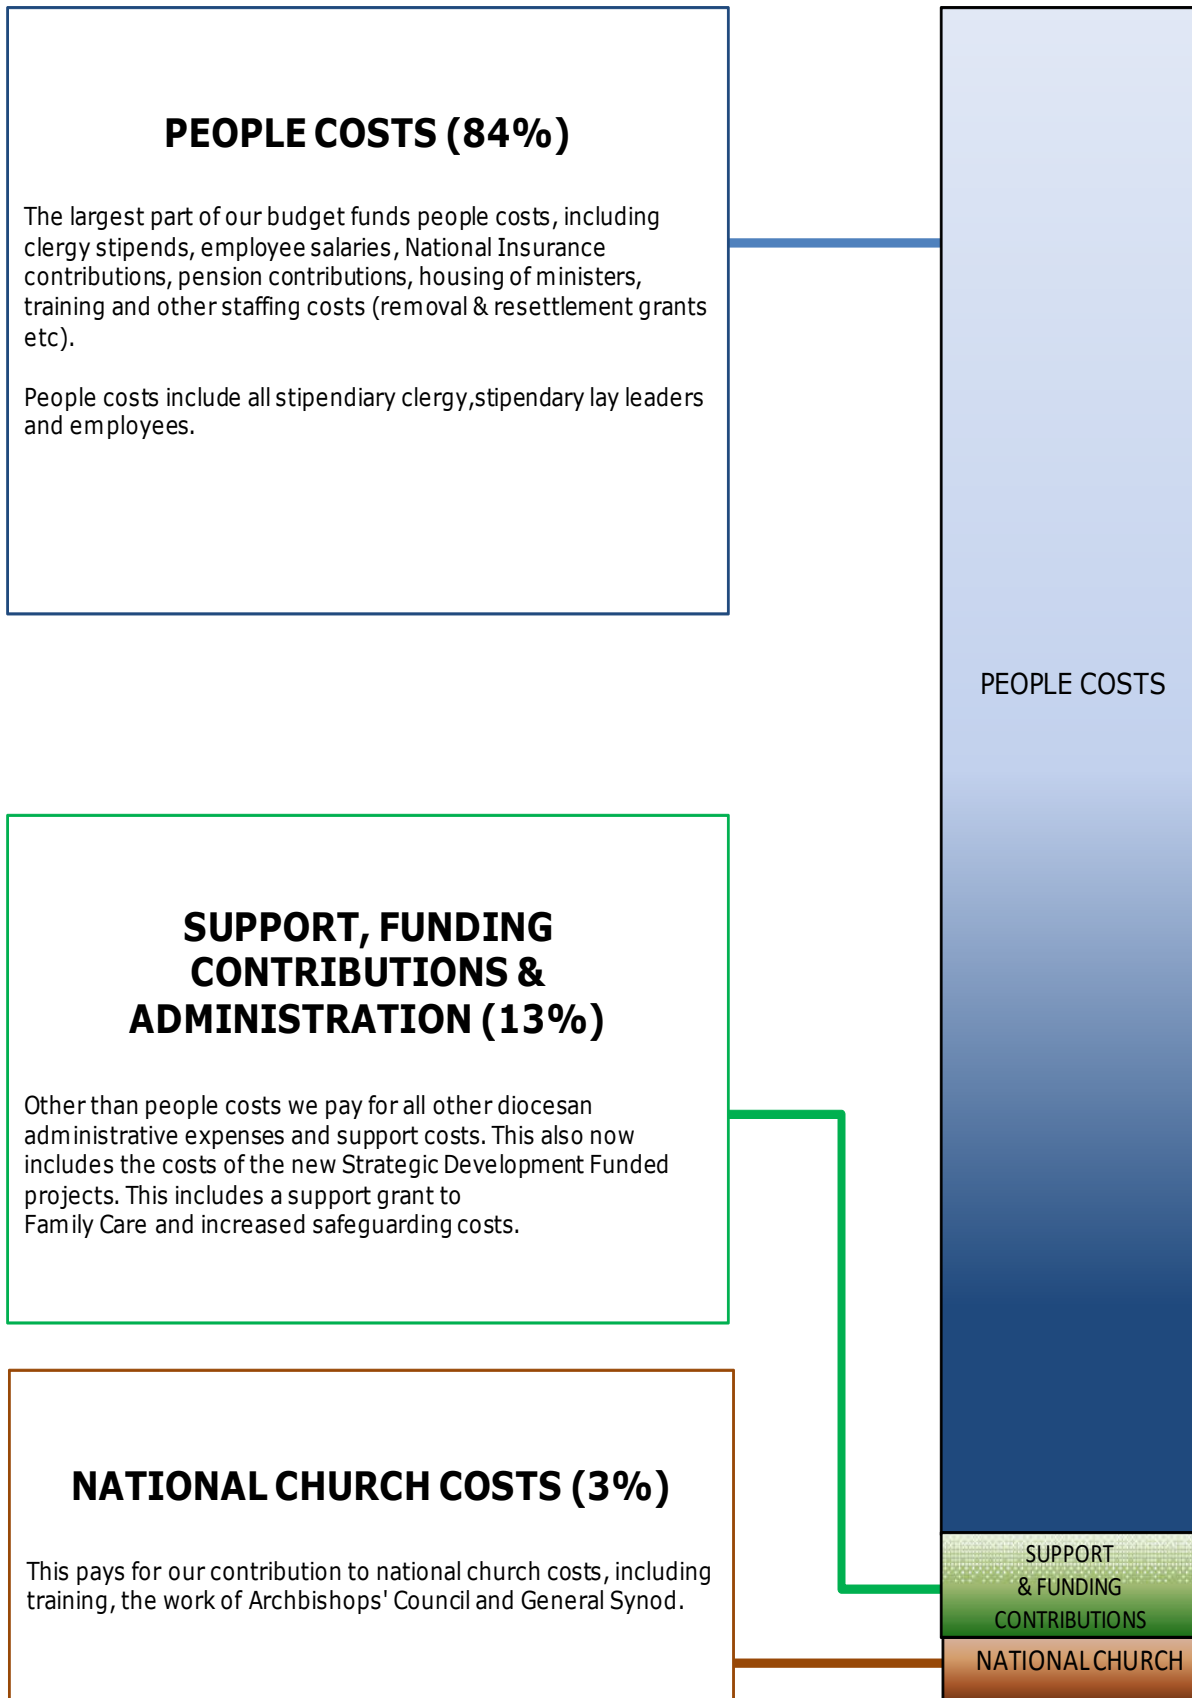 PEOPLE COSTS (84%)
The largest part of our budget funds people costs, including
clergy stipends, employee salaries, National Insurance
contributions, pension contributions, housing of ministers,
training and other staffing costs (removal & resettlement grants
etc).
People costs include all stipendiary clergy,stipendary lay leaders
and employees.
PEOPLE COSTS
SUPPORT, FUNDING
CONTRIBUTIONS &
ADMINISTRATION (13%)
Other than people costs we pay for all other diocesan
administrative expenses and support costs. This also now
includes the costs of the new Strategic Development Funded
projects. This includes a support grant to
Family Care and increased safeguarding costs.
NATIONAL CHURCH COSTS (3%)
This pays for our contribution to national church costs, including
training, the work of Archbishops' Council and General Synod.
SUPPORT
& FUNDING
CONTRIBUTIONS
NATIONAL CHURCH